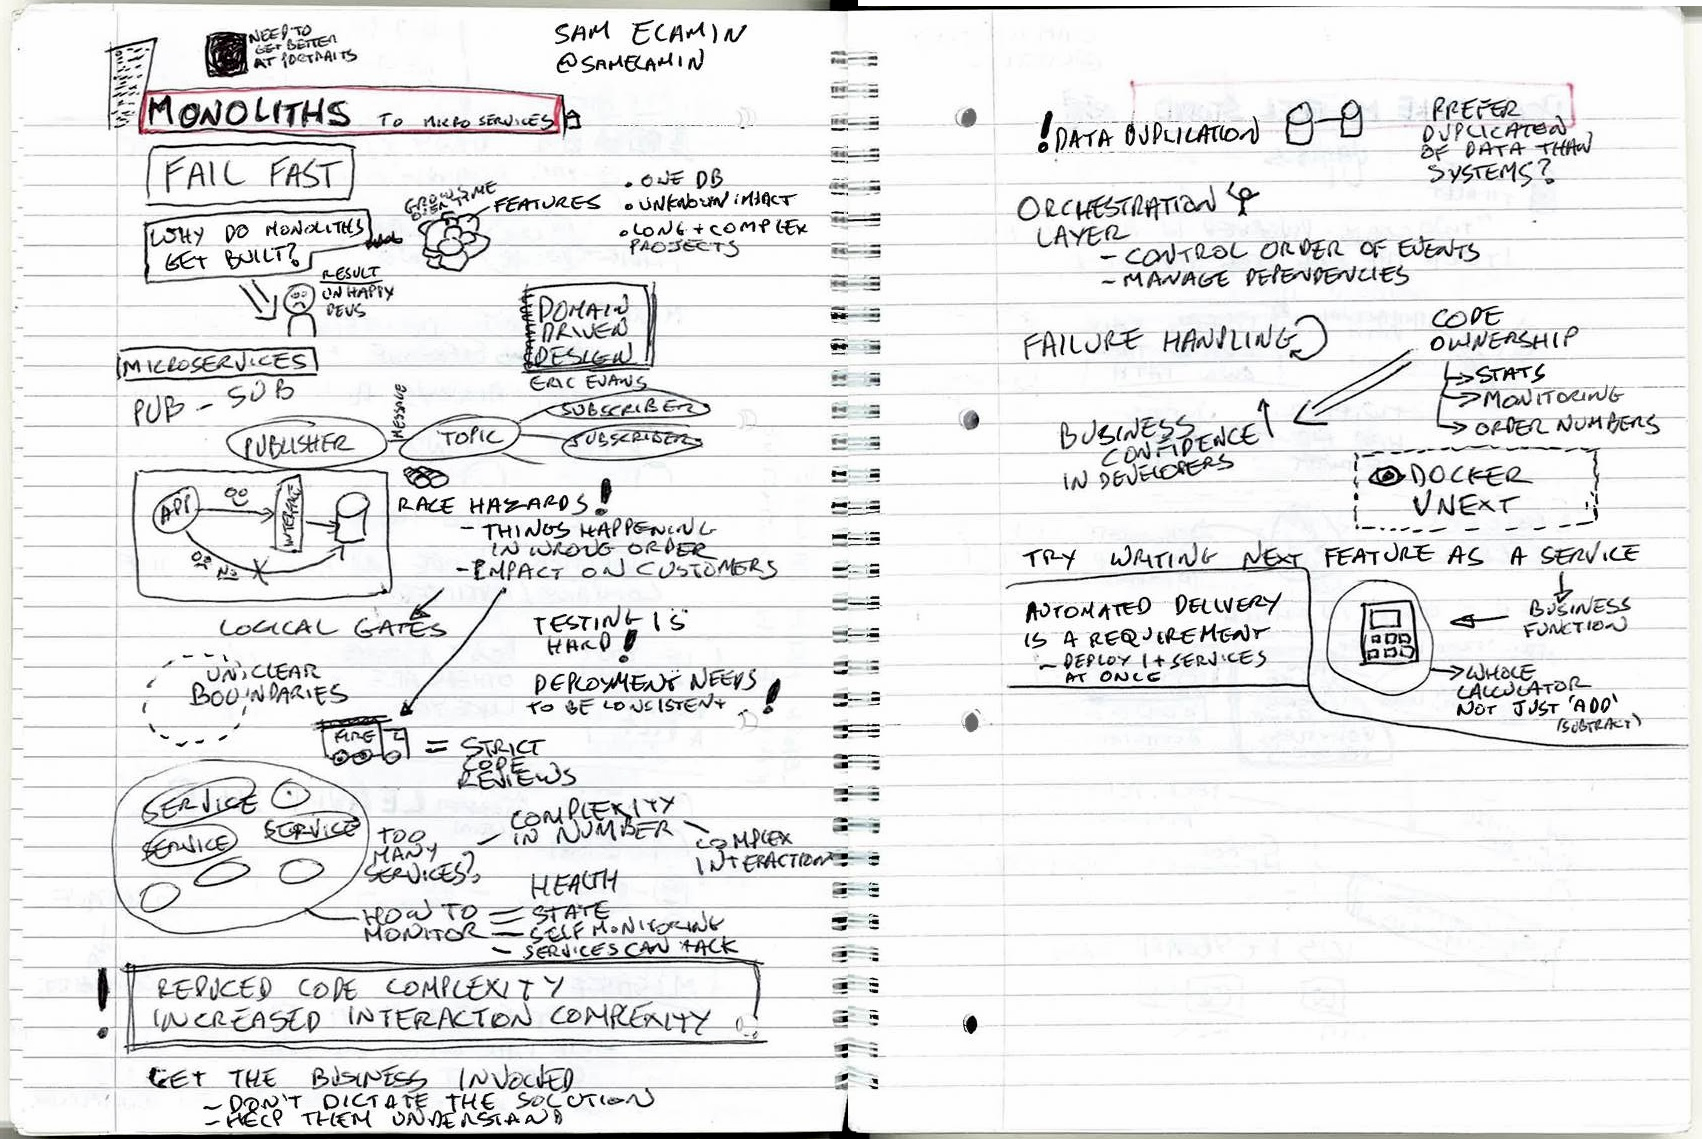 NEED TO
GET BETTER
AT PORTRAITS
SAM ELAMIN
@SAMELAMIN
MONOLITHS TO MICROSERVICES
FAIL FAST
WHY DO MONOLITHS
GET BUILT?
GROWS
OVER TIME
FEATURES
• ONE DB
• UNKNOWN IMPACT
• LONG + COMPLEX
PROJECTS
RESULT
UNHAPPY
DEVS
DOMAIN
DRIVEN
DESIGN
ERIC EVANS
MICROSERVICES
PUB - SUB
PUBLISHER
MESSAGE
TOPIC
SUBSCRIBER
SUBSCRIBER
APP
INTERFACE
NO
RACE HAZARDS!
- THINGS HAPPENING
IN WRONG ORDER
- IMPACT ON CUSTOMERS
LOGICAL GATES
TESTING IS
HARD!
UNCLEAR
BOUNDARIES
DEPLOYMENT NEEDS
TO BE CONSISTENT!
FIRE
= STRICT
CODE
REVIEWS
SERVICE
SERVICE
SERVICE
TOO
MANY
SERVICES?
- COMPLEXITY
IN NUMBER
- COMPLEX
INTERACTION
HOW TO
MONITOR
HEALTH
- STATE
- SELF MONITORING
- SERVICES CAN TALK
! REDUCED CODE COMPLEXITY
INCREASED INTERACTION COMPLEXITY
GET THE BUSINESS INVOLVED
- DON'T DICTATE THE SOLUTION
- HELP THEM UNDERSTAND
! DATA DUPLICATION
PREFER
DUPLICATION
OF DATA THAN
SYSTEMS?
ORCHESTRATION
LAYER
- CONTROL ORDER OF EVENTS
- MANAGE DEPENDENCIES
FAILURE HANDLING
CODE
OWNERSHIP
STATS
MONITORING
ORDER NUMBERS
BUSINESS
CONFIDENCE
IN DEVELOPERS
DOCKER
VNEXT
TRY WRITING NEXT FEATURE AS A SERVICE
BUSINESS
FUNCTION
WHOLE
CALCULATOR
NOT JUST 'ADD'
(SUBTRACT)
AUTOMATED DELIVERY
IS A REQUIREMENT
- DEPLOY 1+ SERVICES
AT ONCE